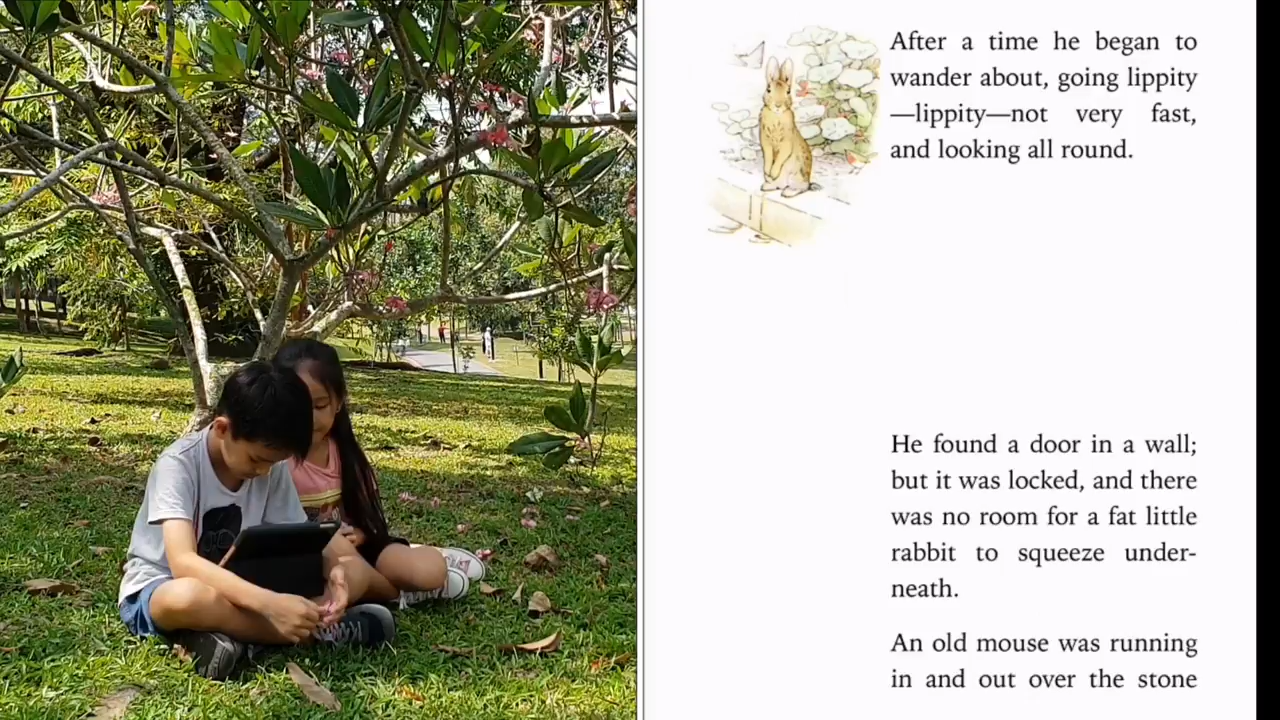 After a time he began to
wander about, going lippity
—lippity—not very fast,
and looking all round.
He found a door in a wall;
but it was locked, and there
was no room for a fat little
rabbit to squeeze under-
neath.
An old mouse was running
in and out over the stone